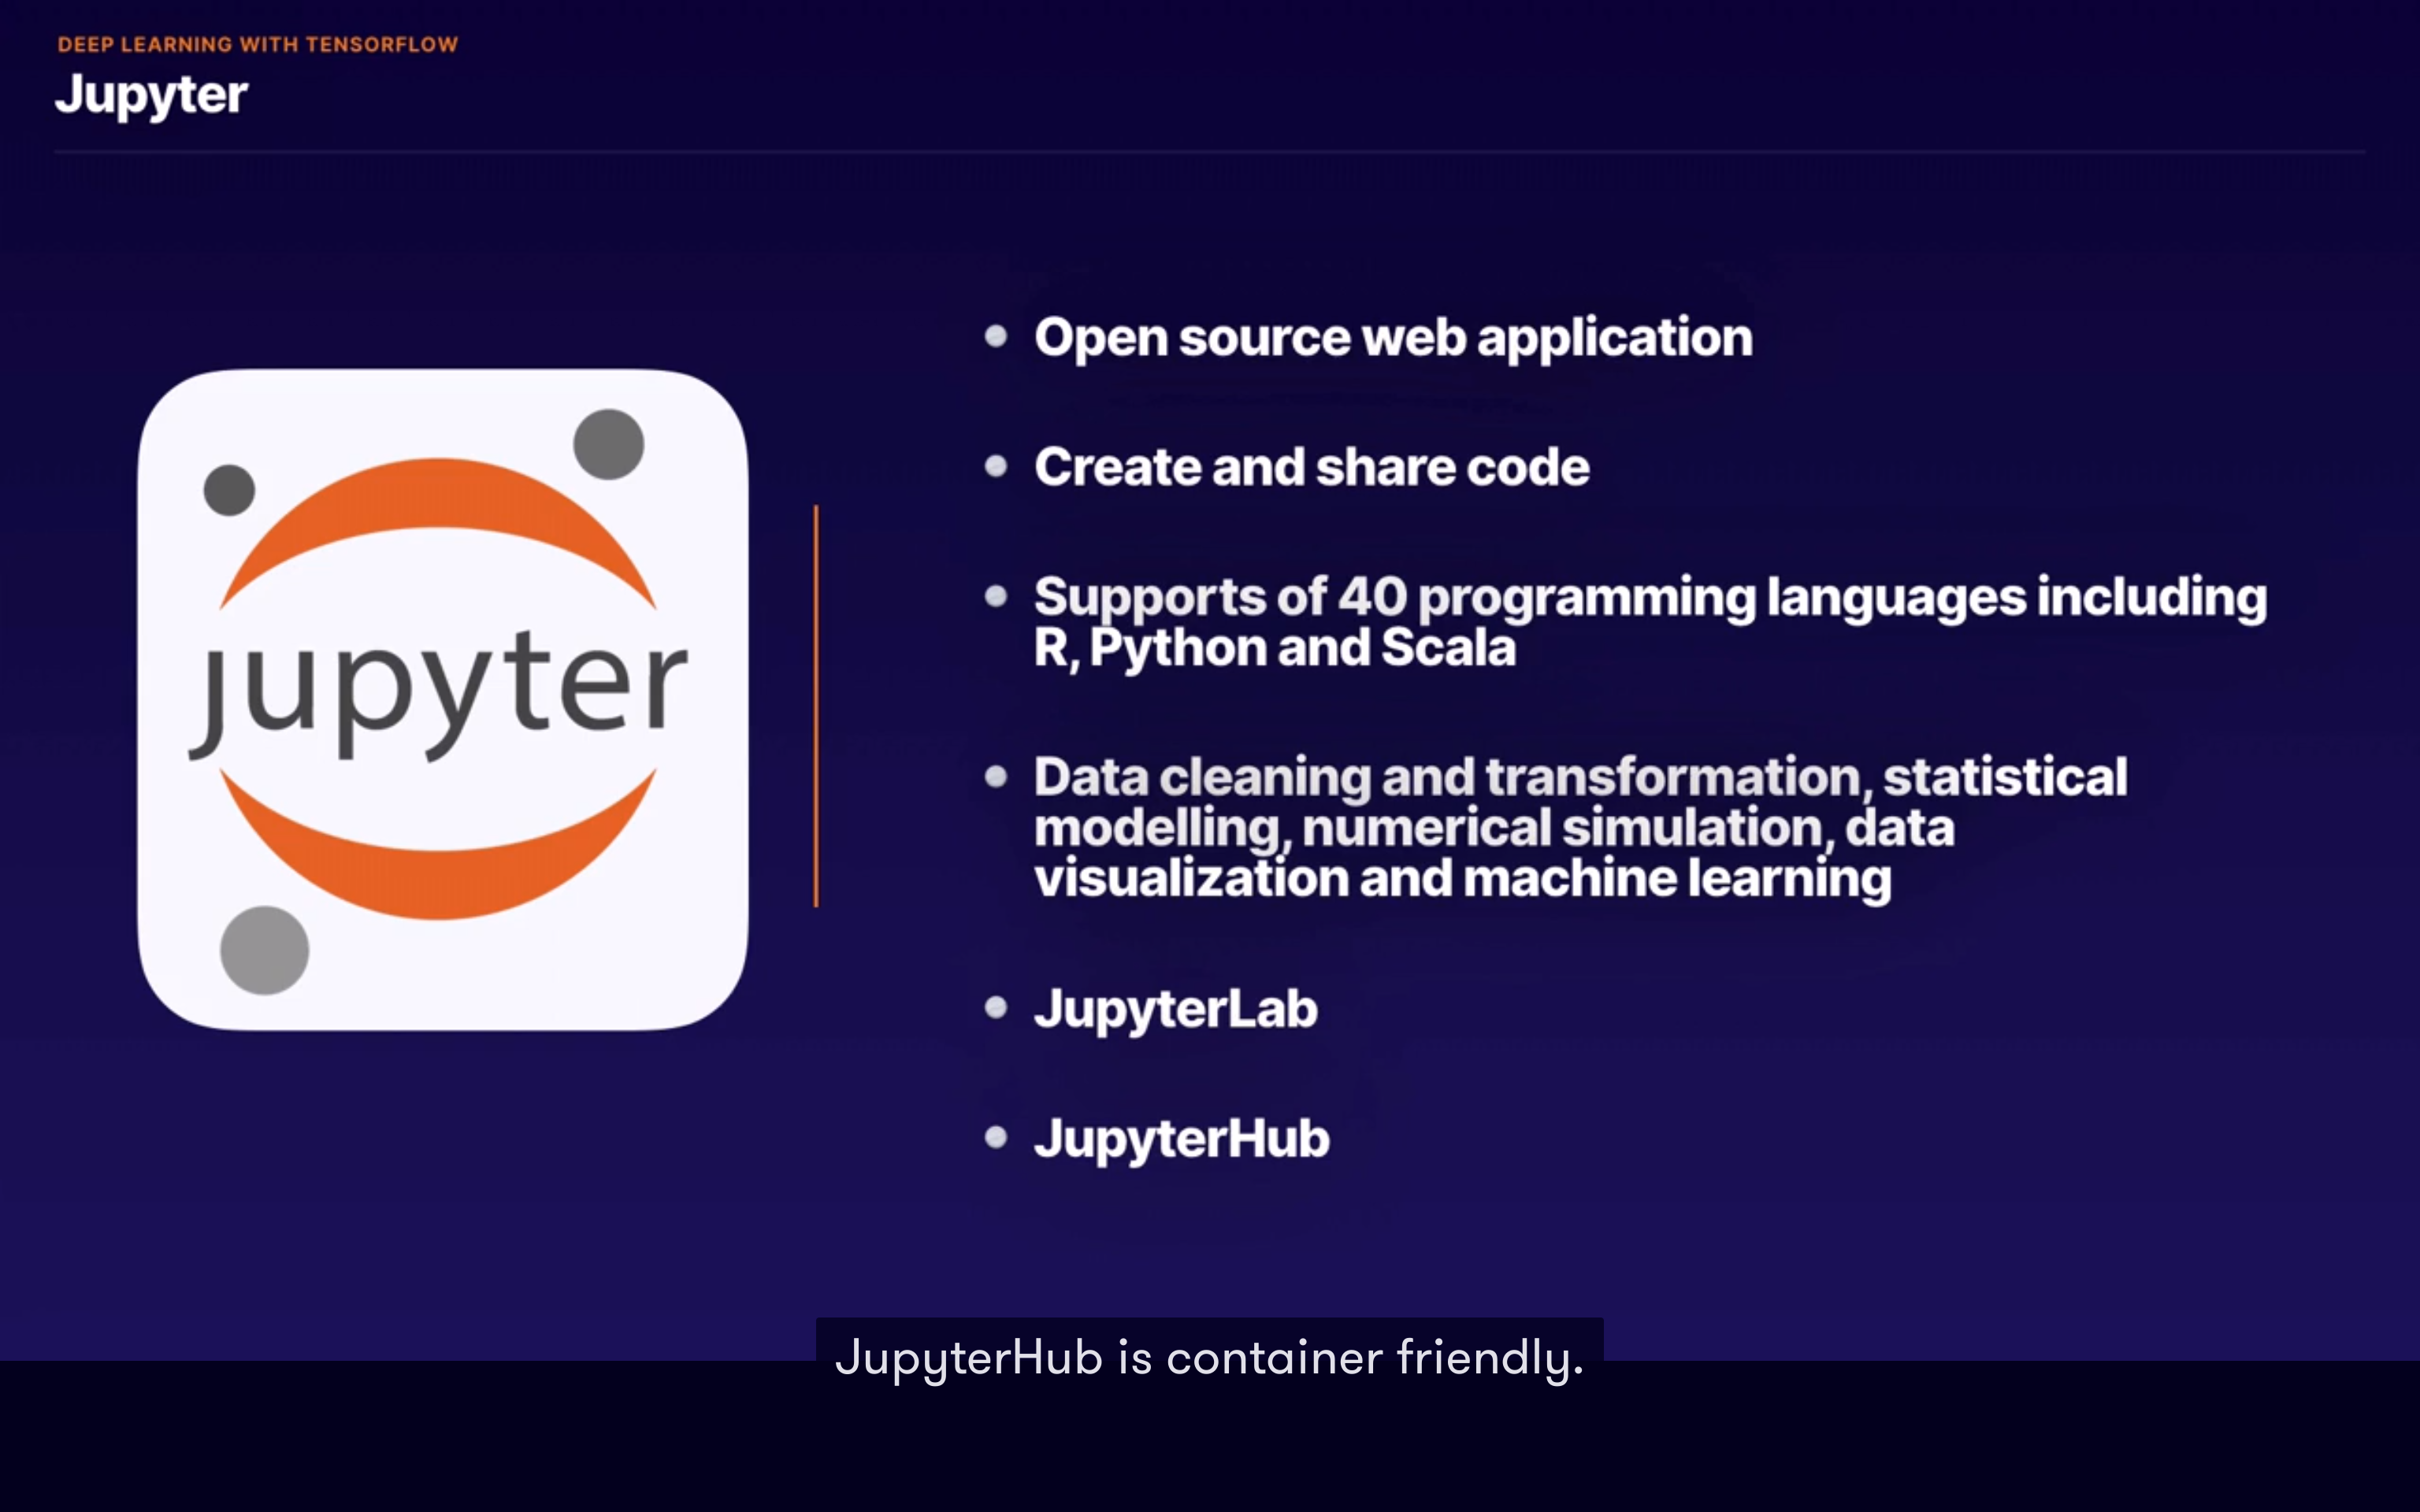 DEEP LEARNING WITH TENSORFLOW
Jupyter
jupyter
Open source web application
Create and share code
Supports of 40 programming languages including
R, Python and Scala
Data cleaning and transformation, statistical
modelling, numerical simulation, data
visualization and machine learning
JupyterLab
JupyterHub
JupyterHub is container friendly.